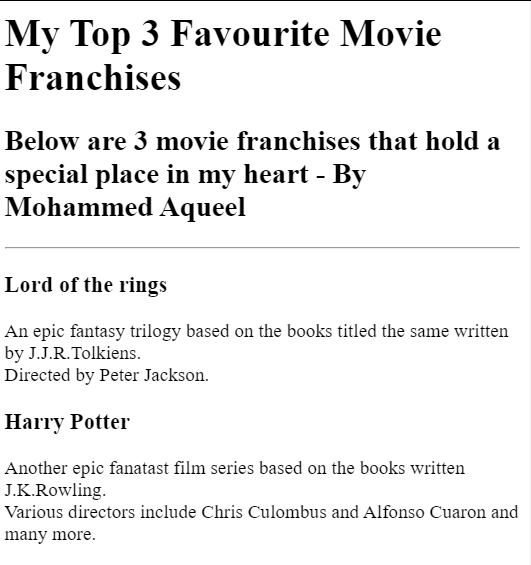 My Top 3 Favourite Movie
Franchises
Below are 3 movie franchises that hold a
special place in my heart - By
Mohammed Aqueel
Lord of the rings
An epic fantasy trilogy based on the books titled the same written
by J.J.R.Tolkiens.
Directed by Peter Jackson.
Harry Potter
Another epic fanatast film series based on the books written
J.K.Rowling.
Various directors include Chris Culombus and Alfonso Cuaron and
many more.